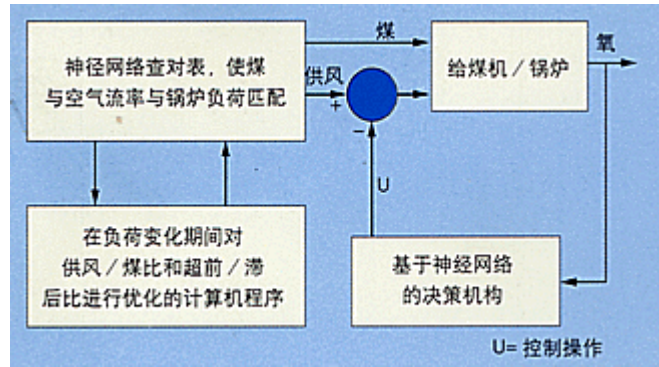 神径网络查对表，使煤
与空气流率与锅炉负荷匹配
煤
供风
+
−
给煤机／锅炉
氧
U
在负荷变化期间对
供风／煤比和超前／滞
后比进行优化的计算机程序
基于神经网络
的决策机构
U= 控制操作